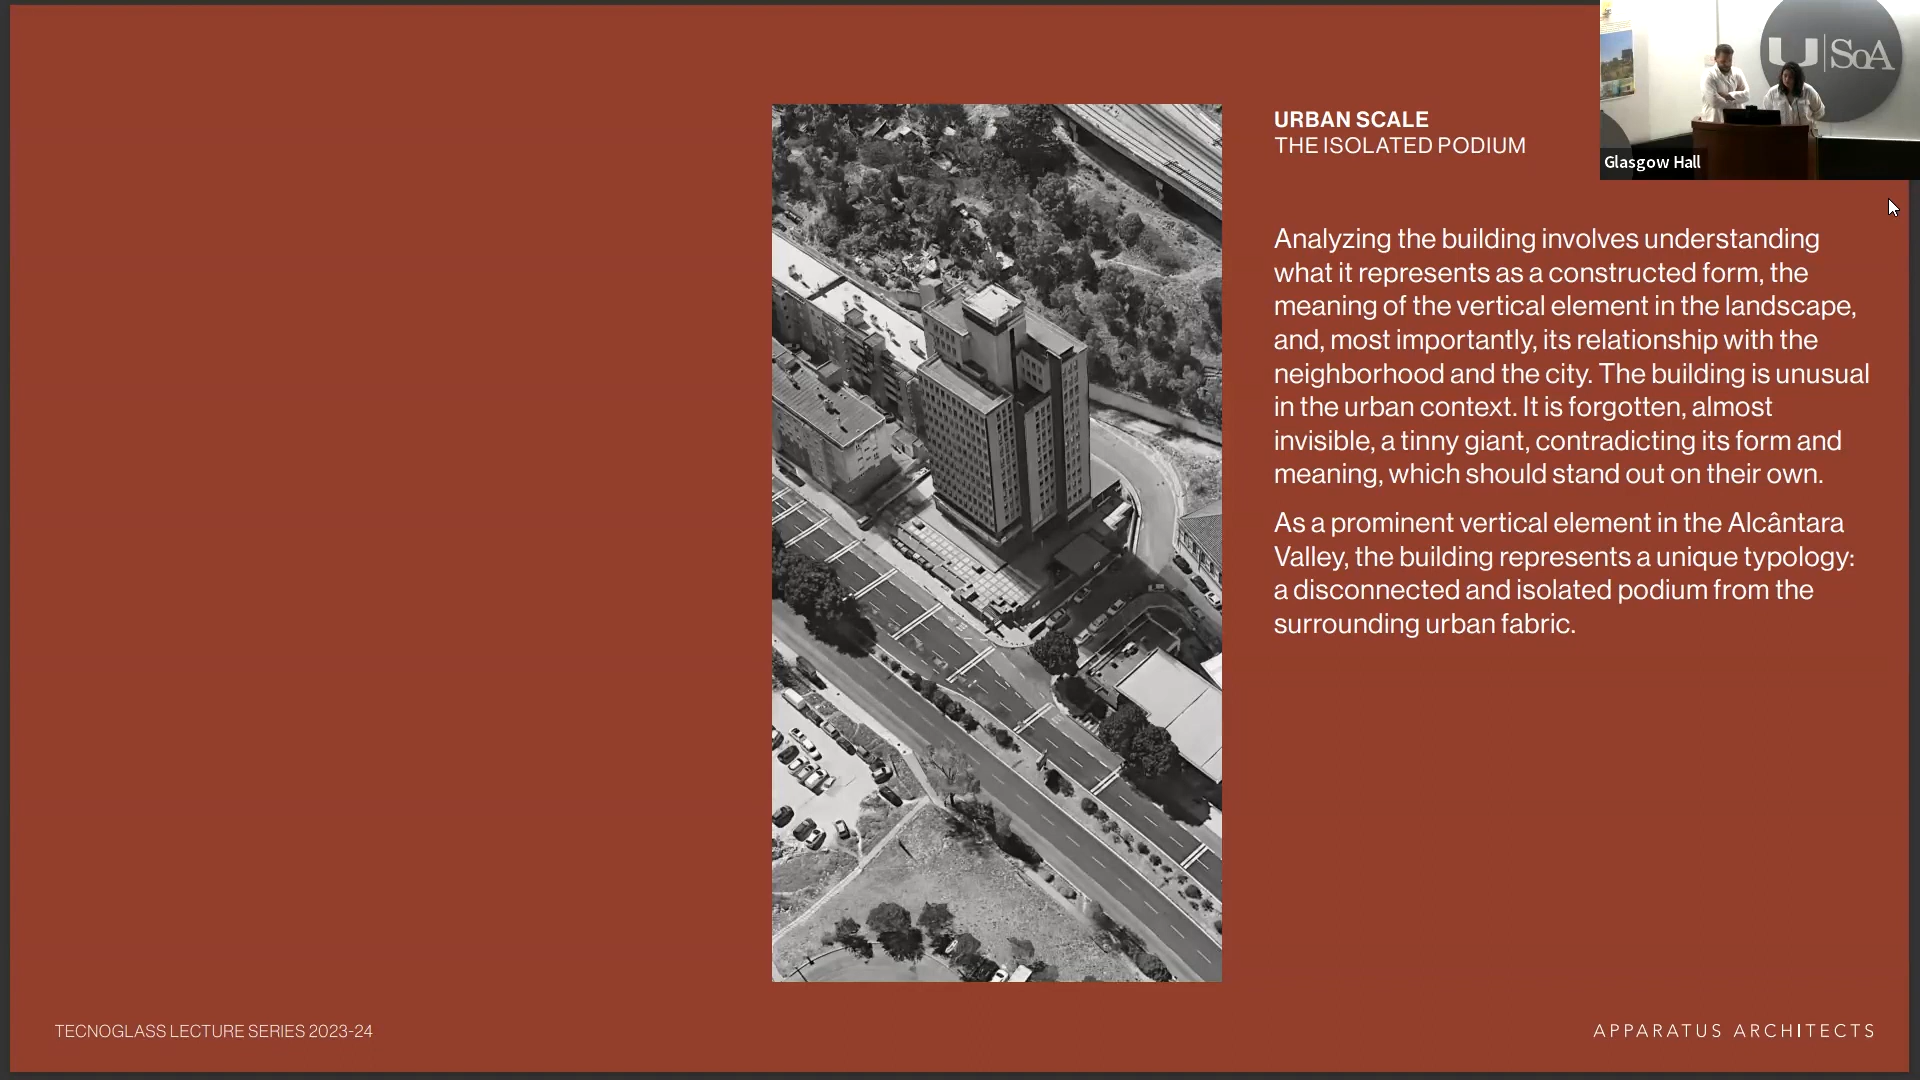 URBAN SCALE
THE ISOLATED PODIUM
U SoA
Glasgow Hall
Analyzing the building involves understanding
what it represents as a constructed form, the
meaning of the vertical element in the landscape,
and, most importantly, its relationship with the
neighborhood and the city. The building is unusual
in the urban context. It is forgotten, almost
invisible, a tinny giant, contradicting its form and
meaning, which should stand out on their own.
As a prominent vertical element in the Alcântara
Valley, the building represents a unique typology:
a disconnected and isolated podium from the
surrounding urban fabric.
TECNOGLASS LECTURE SERIES 2023-24
APPARATUS ARCHITECTS